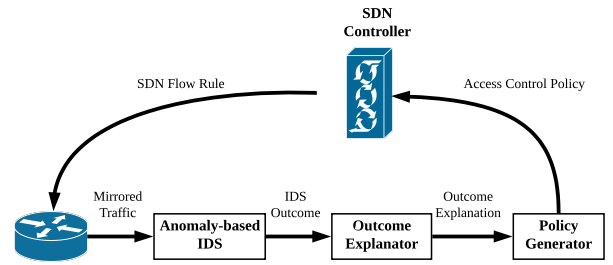 SDN
Controller
SDN Flow Rule
Access Control Policy
Mirrored
Traffic
IDS
Outcome
Outcome
Explanation
Anomaly-based
IDS
Outcome
Explanator
Policy
Generator